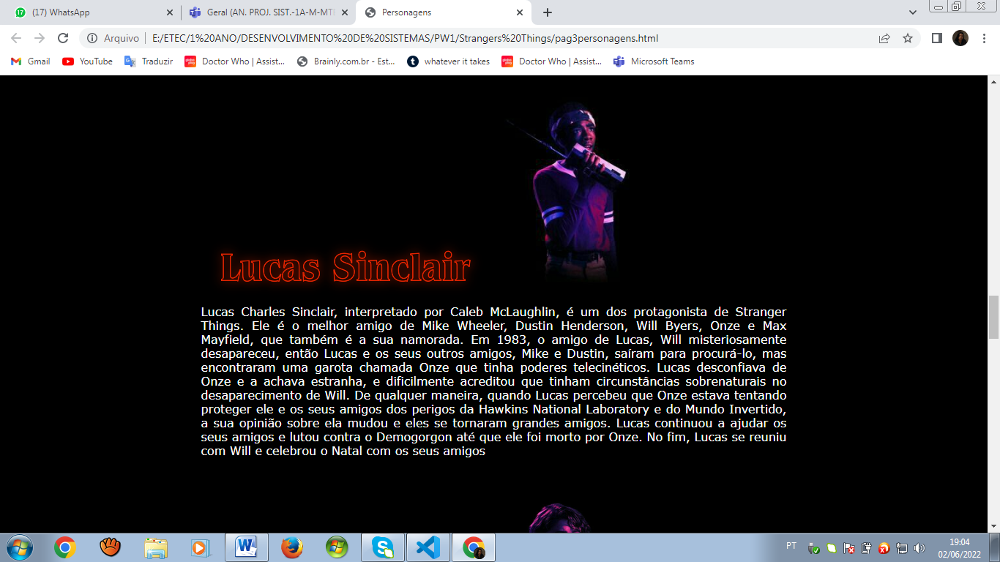 (17) WhatsApp
Geral (AN. PROJ. SIST.-1A-M-MTE
Personagens
Arquivo
E:/ETEC/1%20ANO/DESENVOLVIMENTO%20DE%20SISTEMAS/PW1/Strangers%20Things/pag3personagens.html
Gmail
YouTube
Traduzir
Doctor Who | Assist...
Brainly.com.br - Est...
whatever it takes
Doctor Who | Assist...
Microsoft Teams
Lucas Sinclair
Lucas Charles Sinclair, interpretado por Caleb McLaughlin, é um dos protagonista de Stranger
Things. Ele é o melhor amigo de Mike Wheeler, Dustin Henderson, Will Byers, Onze e Max
Mayfield, que também é a sua namorada. Em 1983, o amigo de Lucas, Will misteriosamente
desapareceu, então Lucas e os seus outros amigos, Mike e Dustin, saíram para procurá-lo, mas
encontraram uma garota chamada Onze que tinha poderes telecinéticos. Lucas desconfiava de
Onze e a achava estranha, e dificilmente acreditou que tinham circunstâncias sobrenaturais no
desaparecimento de Will. De qualquer maneira, quando Lucas percebeu que Onze estava tentando
proteger ele e os seus amigos dos perigos da Hawkins National Laboratory e do Mundo Invertido,
a sua opinião sobre ela mudou e eles se tornaram grandes amigos. Lucas continuou a ajudar os
seus amigos e lutou contra o Demogorgon até que ele foi morto por Onze. No fim, Lucas se reuniu
com Will e celebrou o Natal com os seus amigos
PT
19:04
02/06/2022